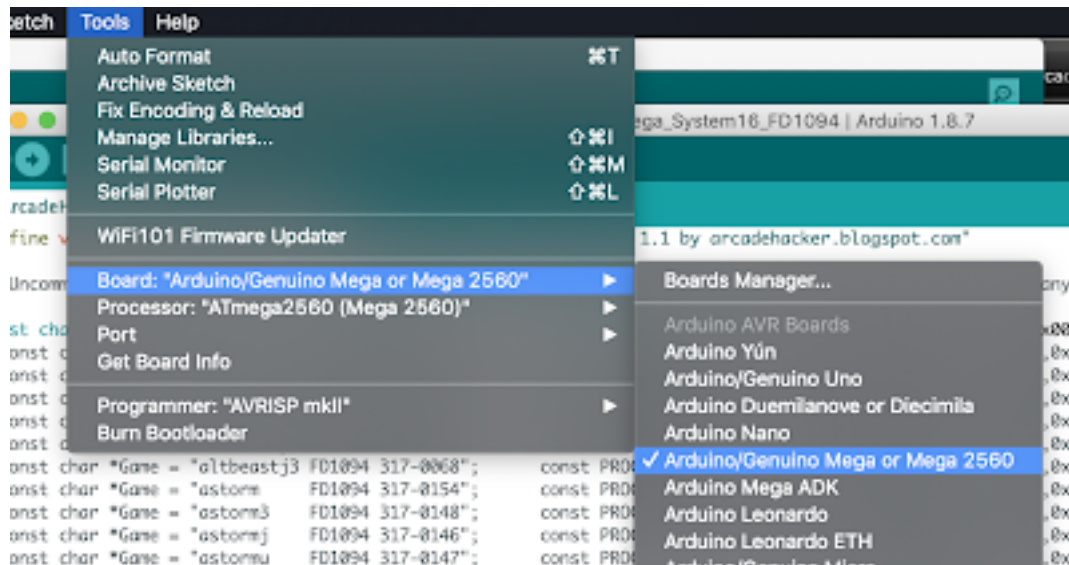 Tools Help
Auto Format ⌘T
Archive Sketch
Fix Encoding & Reload
Manage Libraries... ⇧⌘I
Serial Monitor ⇧⌘M
Serial Plotter ⇧⌘L
WiFi101 Firmware Updater
Board: "Arduino/Genuino Mega or Mega 2560"
Processor: "ATmega2560 (Mega 2560)"
Port
Get Board Info
Programmer: "AVRISP mkII"
Burn Bootloader
ega_System16_FD1094 | Arduino 1.8.7
1.1 by arcadehacker.blogspot.com"
Boards Manager...
Arduino AVR Boards
Arduino Yún
Arduino/Genuino Uno
Arduino Duemilanove or Diecimila
Arduino Nano
✓ Arduino/Genuino Mega or Mega 2560
Arduino Mega ADK
Arduino Leonardo
Arduino Leonardo ETH
onst char *Game = "altbeastj3 FD1094 317-0068"; const PRO
onst char *Game = "astorm FD1094 317-0154"; const PRO
onst char *Game = "astorm3 FD1094 317-0148"; const PRO
onst char *Game = "astormj FD1094 317-0146"; const PRO
onst char *Game = "astormu FD1094 317-0147"; const PRO